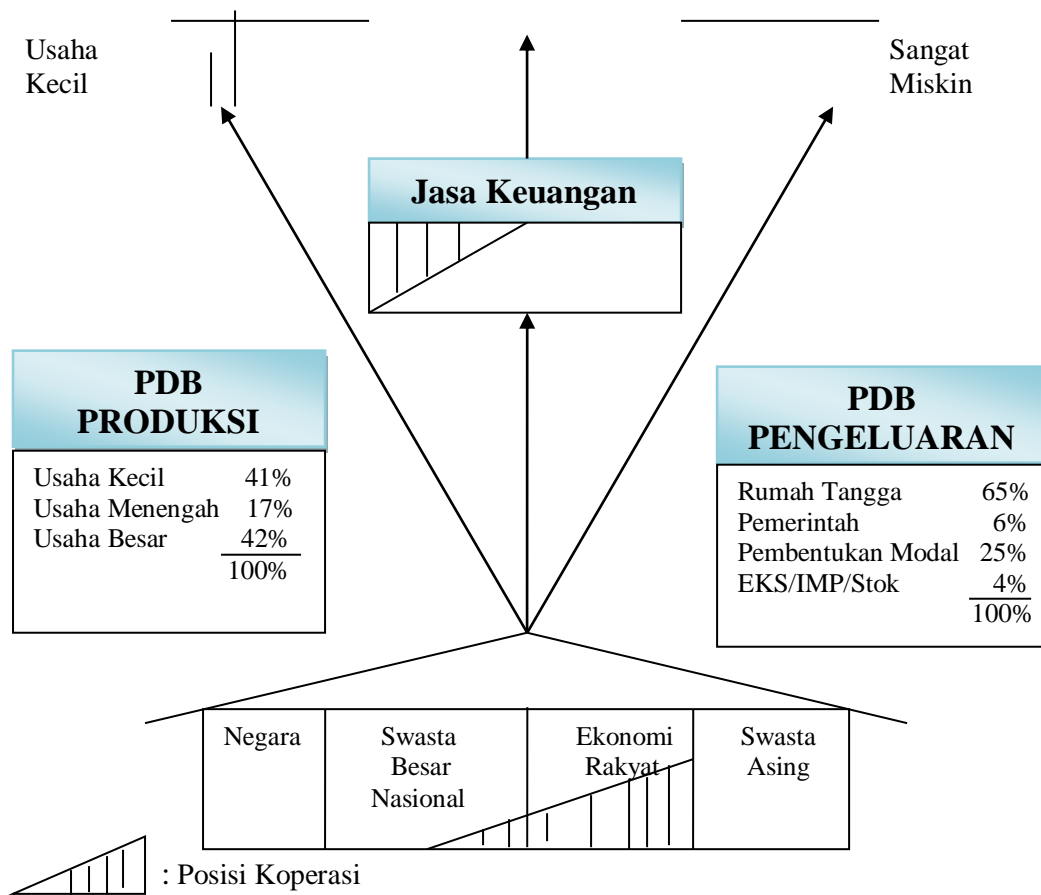 Usaha
Kecil
Sangat
Miskin
Jasa Keuangan
PDB
PRODUKSI
Usaha Kecil 41%
Usaha Menengah 17%
Usaha Besar 42%
100%
PDB
PENGELUARAN
Rumah Tangga 65%
Pemerintah 6%
Pembentukan Modal 25%
EKS/IMP/Stok 4%
100%
Negara
Swasta
Besar
Nasional
Ekonomi
Rakyat
Swasta
Asing
: Posisi Koperasi